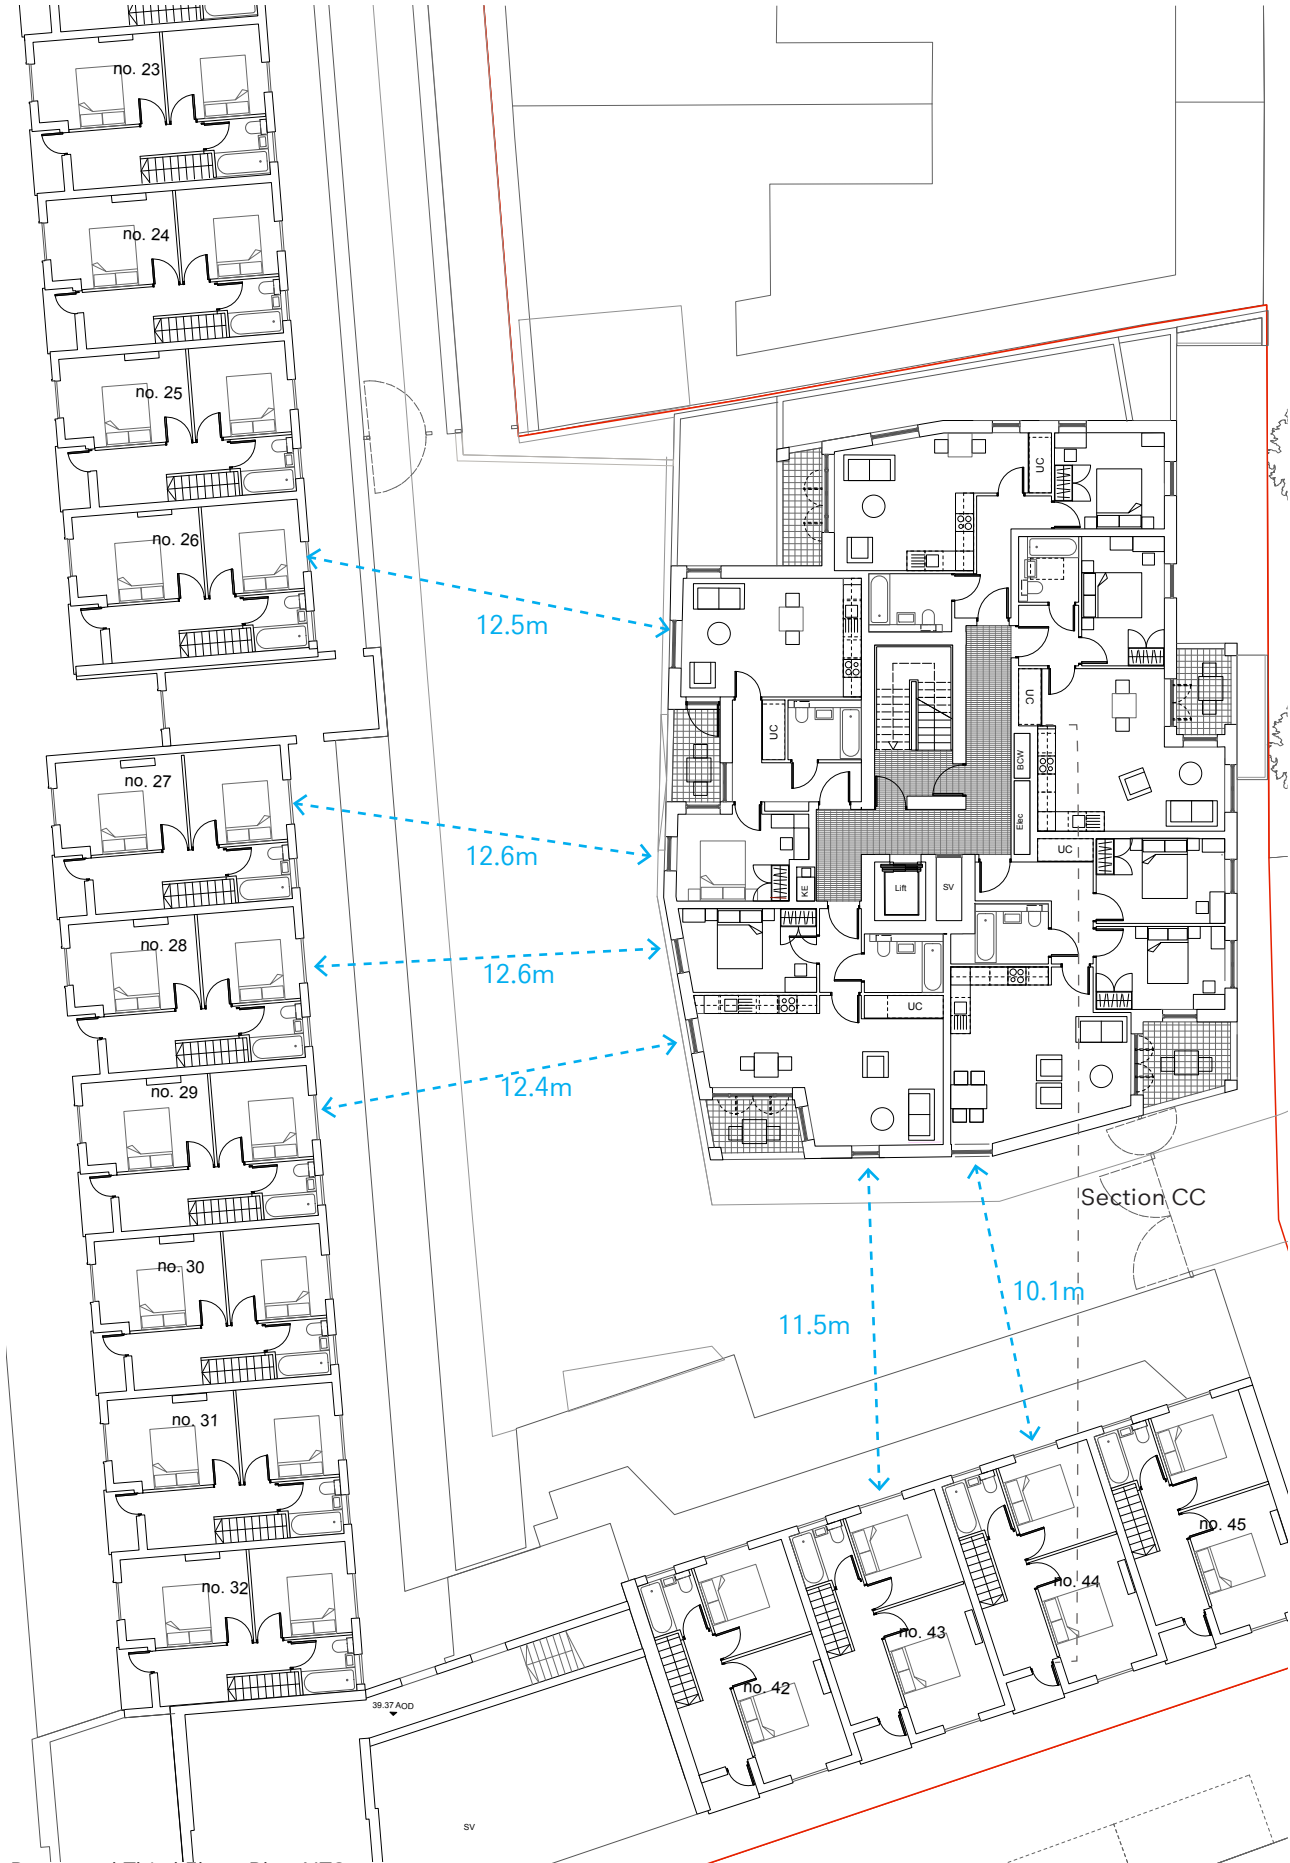 no. 23
no. 24
no. 25
no. 26
12.5m
UC
UC
UC
BCW
Elec
UC
no. 27
12.6m
KE
Lift
SV
no. 28
12.6m
UC
no. 29
12.4m
Section CC
no. 30
10.1m
11.5m
no. 31
no. 32
no. 45
no. 44
no. 43
no. 42
39.37 AOD
SV